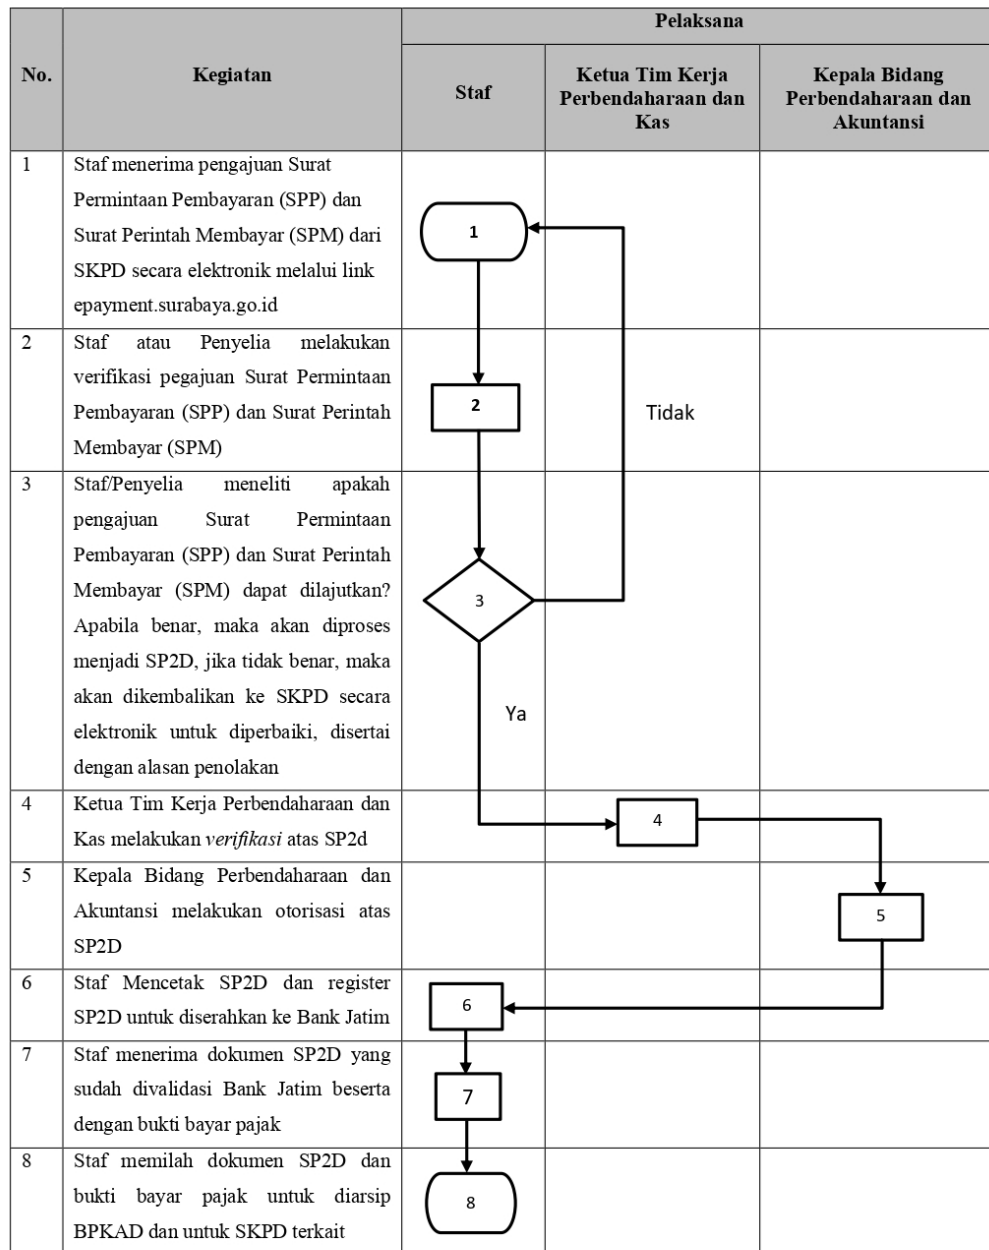 No.
Kegiatan
Pelaksana
Staf
Ketua Tim Kerja
Perbendaharaan dan
Kas
Kepala Bidang
Perbendaharaan dan
Akuntansi
1
Staf menerima pengajuan Surat
Permintaan Pembayaran (SPP) dan
Surat Perintah Membayar (SPM) dari
SKPD secara elektronik melalui link
epayment.surabaya.go.id
1
2
Staf atau Penyelia melakukan
verifikasi pegajuan Surat Permintaan
Pembayaran (SPP) dan Surat Perintah
Membayar (SPM)
2
Tidak
3
Staf/Penyelia meneliti apakah
pengajuan Surat Permintaan
Pembayaran (SPP) dan Surat Perintah
Membayar (SPM) dapat dilajutkan?
Apabila benar, maka akan diproses
menjadi SP2D, jika tidak benar, maka
akan dikembalikan ke SKPD secara
elektronik untuk diperbaiki, disertai
dengan alasan penolakan
3
Ya
4
Ketua Tim Kerja Perbendaharaan dan
Kas melakukan verifikasi atas SP2d
4
5
Kepala Bidang Perbendaharaan dan
Akuntansi melakukan otorisasi atas
SP2D
5
6
Staf Mencetak SP2D dan register
SP2D untuk diserahkan ke Bank Jatim
6
7
Staf menerima dokumen SP2D yang
sudah divalidasi Bank Jatim beserta
dengan bukti bayar pajak
7
8
Staf memilah dokumen SP2D dan
bukti bayar pajak untuk diarsip
BPKAD dan untuk SKPD terkait
8